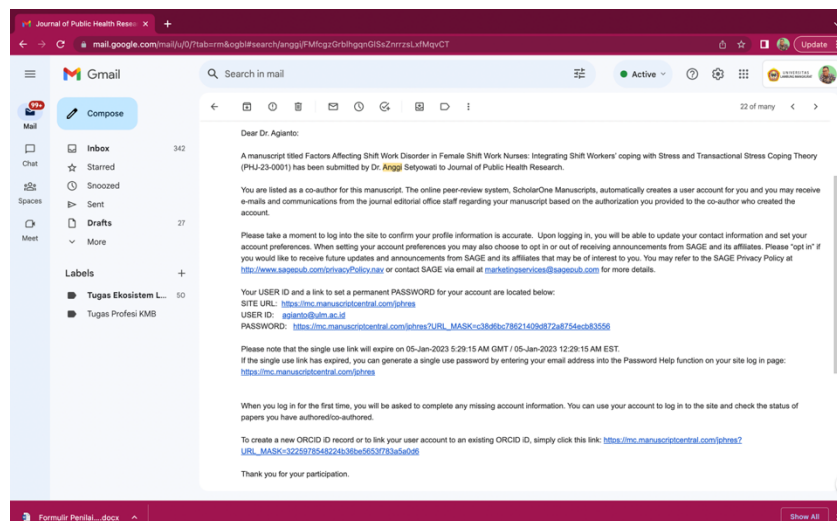 Journal of Public Health Resea
mail.google.com/mail/u/0/?tab=rm&ogbl#search/anggi/FMfcgzGrbIhgqnGlSsZnrrzsLxfMqvCT
Update
Gmail
Search in mail
Active
UNIVERSITAS
99+
Mail
Chat
Spaces
Meet
Compose
Inbox 342
Starred
Snoozed
Sent
Drafts 27
More
Labels
Tugas Ekosistem L... 50
Tugas Profesi KMB
22 of many
Dear Dr. Agianto:
A manuscript titled Factors Affecting Shift Work Disorder in Female Shift Work Nurses: Integrating Shift Workers' coping with Stress and Transactional Stress Coping Theory
(PHJ-23-0001) has been submitted by Dr. Anggi Setyowati to Journal of Public Health Research.
You are listed as a co-author for this manuscript. The online peer-review system, ScholarOne Manuscripts, automatically creates a user account for you and you may receive
e-mails and communications from the journal editorial office staff regarding your manuscript based on the authorization you provided to the co-author who created the
account.
Please take a moment to log into the site to confirm your profile information is accurate. Upon logging in, you will be able to update your contact information and set your
account preferences. When setting your account preferences you may also choose to opt in or out of receiving announcements from SAGE and its affiliates. Please "opt in" if
you would like to receive future updates and announcements from SAGE and its affiliates that may be of interest to you. You may refer to the SAGE Privacy Policy at
http://www.sagepub.com/privacyPolicy.nav or contact SAGE via email at marketingservices@sagepub.com for more details.
Your USER ID and a link to set a permanent PASSWORD for your account are located below:
SITE URL: https://mc.manuscriptcentral.com/jphres
USER ID: agianto@ulm.ac.id
PASSWORD: https://mc.manuscriptcentral.com/jphres?URL_MASK=c38d6bc78621409d872a8754ecb83556
Please note that the single use link will expire on 05-Jan-2023 5:29:15 AM GMT / 05-Jan-2023 12:29:15 AM EST.
If the single use link has expired, you can generate a single use password by entering your email address into the Password Help function on your site log in page:
https://mc.manuscriptcentral.com/jphres
When you log in for the first time, you will be asked to complete any missing account information. You can use your account to log in to the site and check the status of
papers you have authored/co-authored.
To create a new ORCID iD record or to link your user account to an existing ORCID iD, simply click this link: https://mc.manuscriptcentral.com/jphres?
URL_MASK=3225978548224b36be5653f783a5a0d6
Thank you for your participation.
Formulir Penilai....docx
Show All